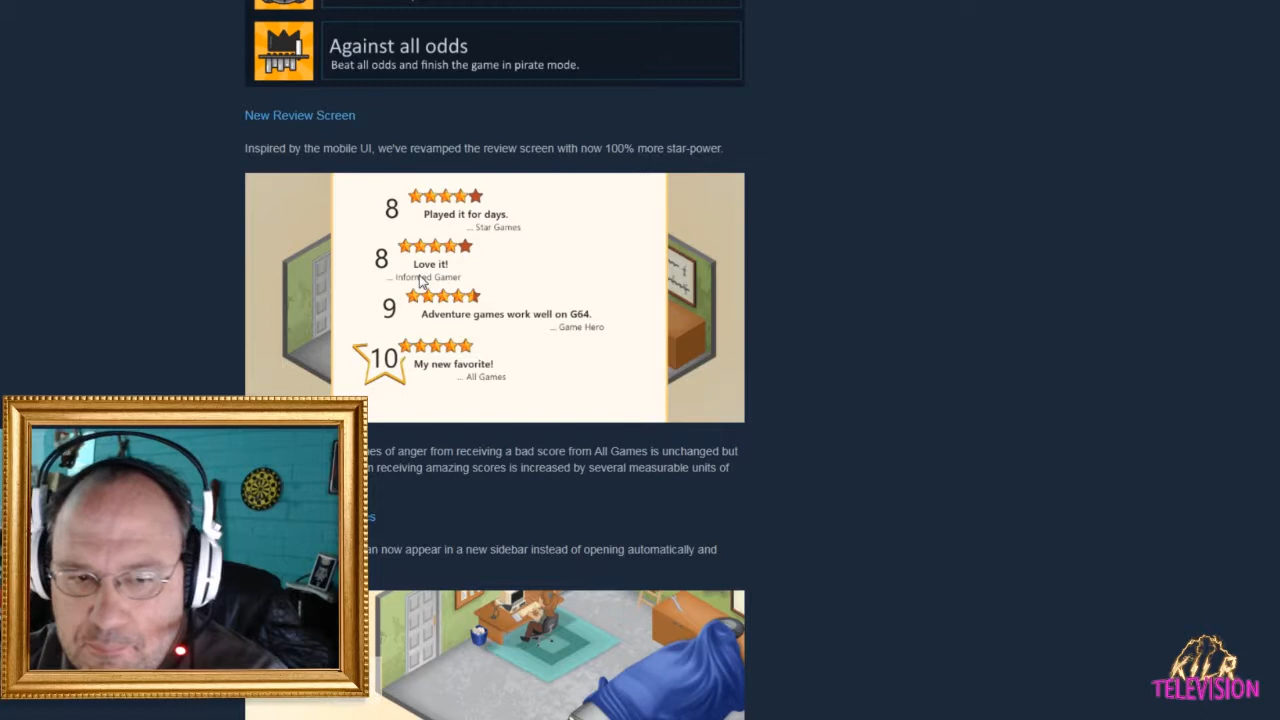 Against all odds
Beat all odds and finish the game in pirate mode.
New Review Screen
Inspired by the mobile UI, we've revamped the review screen with now 100% more star-power.
8
Played it for days.
... Star Games
8
Love it!
... Informed Gamer
9
Adventure games work well on G64.
... Game Hero
10
My new favorite!
... All Games
of anger from receiving a bad score from All Games is unchanged but
receiving amazing scores is increased by several measurable units of
now appear in a new sidebar instead of opening automatically and
KILR
TELEVISION